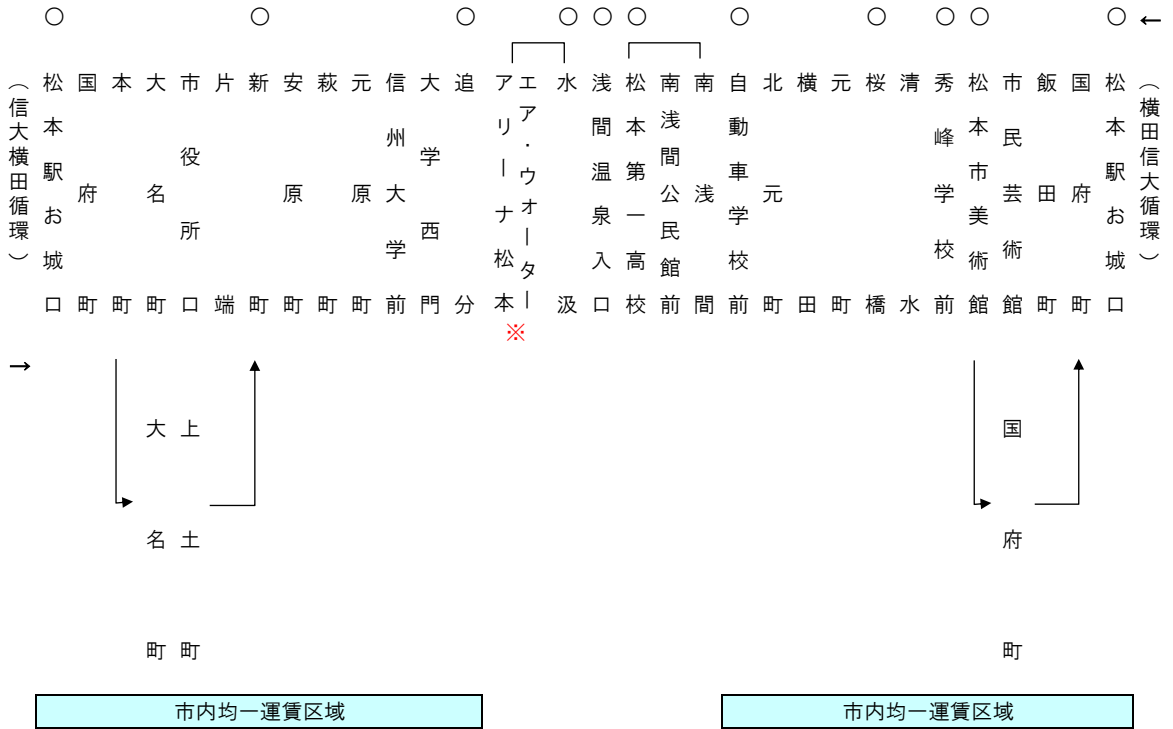 ○ ○ ○ ○ ○ ○ ○ ○ ○ ○ ○ ←
（信大横田循環）
松本駅お城口
国府町
本町
大名町
市役所口
片端
新町
安原町
萩町
元原町
信州大学前
大学西門
追分
エア・ウォーター
アリーナ松本
※
水汲
浅間温泉入口
松本第一高校
南浅間公民館前
南浅間
自動車学校前
北元町
横田
元町
桜橋
清水
秀峰学校前
松本市美術館
市民芸術館
飯田町
国府町
松本駅お城口
（横田信大循環）
→
大名町
上土町
国府町
市内均一運賃区域
市内均一運賃区域